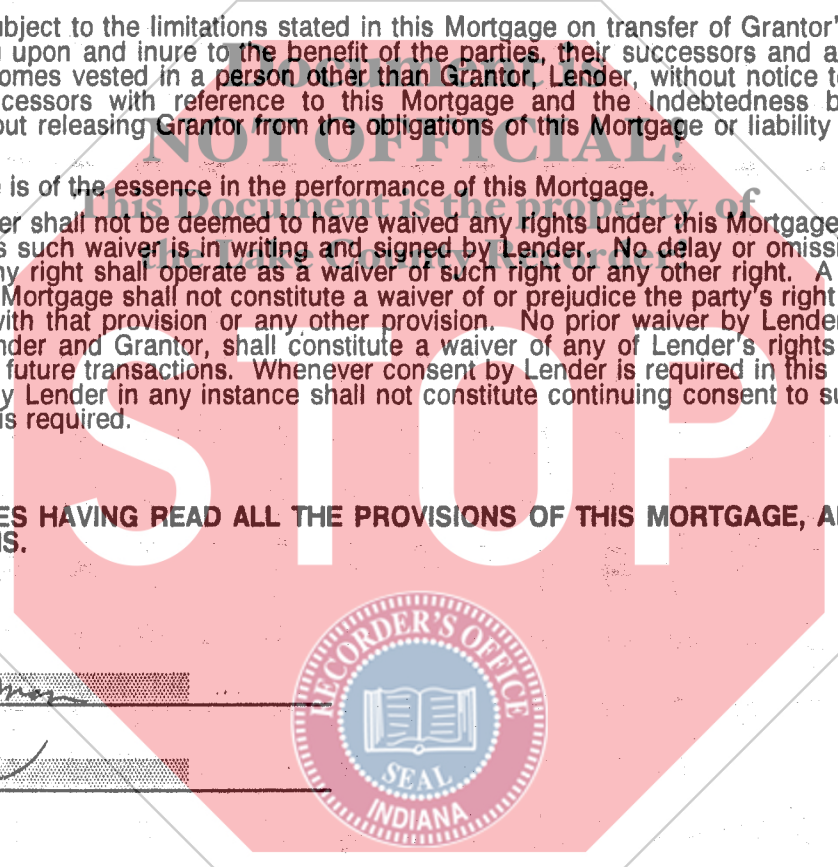 ubject to the limitations stated in this Mortgage on transfer of Grantor'
upon and inure to the benefit of the parties, their successors and a
omes vested in a person other than Grantor, Lender, without notice to
ccessors with reference to this Mortgage and the Indebtedness b
out releasing Grantor from the obligations of this Mortgage or liability
is of the essence in the performance of this Mortgage.
er shall not be deemed to have waived any rights under this Mortgage
s such waiver is in writing and signed by Lender. No delay or omissi
ny right shall operate as a waiver of such right or any other right. A
Mortgage shall not constitute a waiver of or prejudice the party's right
with that provision or any other provision. No prior waiver by Lender
nder and Grantor, shall constitute a waiver of any of Lender's rights
future transactions. Whenever consent by Lender is required in this
y Lender in any instance shall not constitute continuing consent to su
is required.
ES HAVING READ ALL THE PROVISIONS OF THIS MORTGAGE, A
NS.
Document is
NOT OFFICIAL!
This Document is the property of
the Lake County Recorder!
STOP
RECORDER'S OFFICE
SEAL
INDIANA